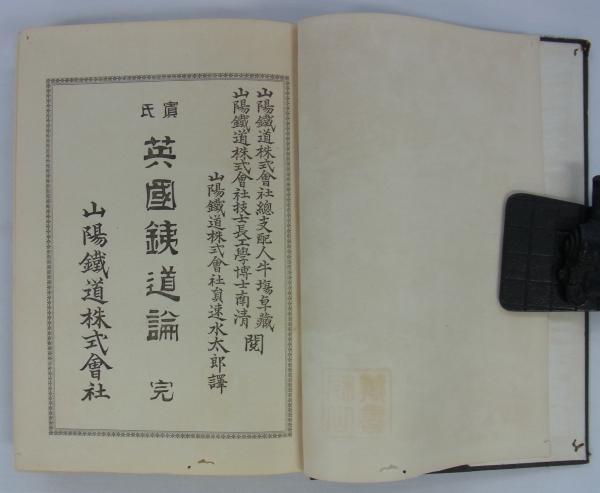 山陽鐵道株式會社總支配人牛塲卓藏
山陽鐵道株式會社技士長工學博士南清
閲
山陽鐵道株式會社員速水太郎譯
氏
英國鉄道論 完
山陽鐵道株式會社